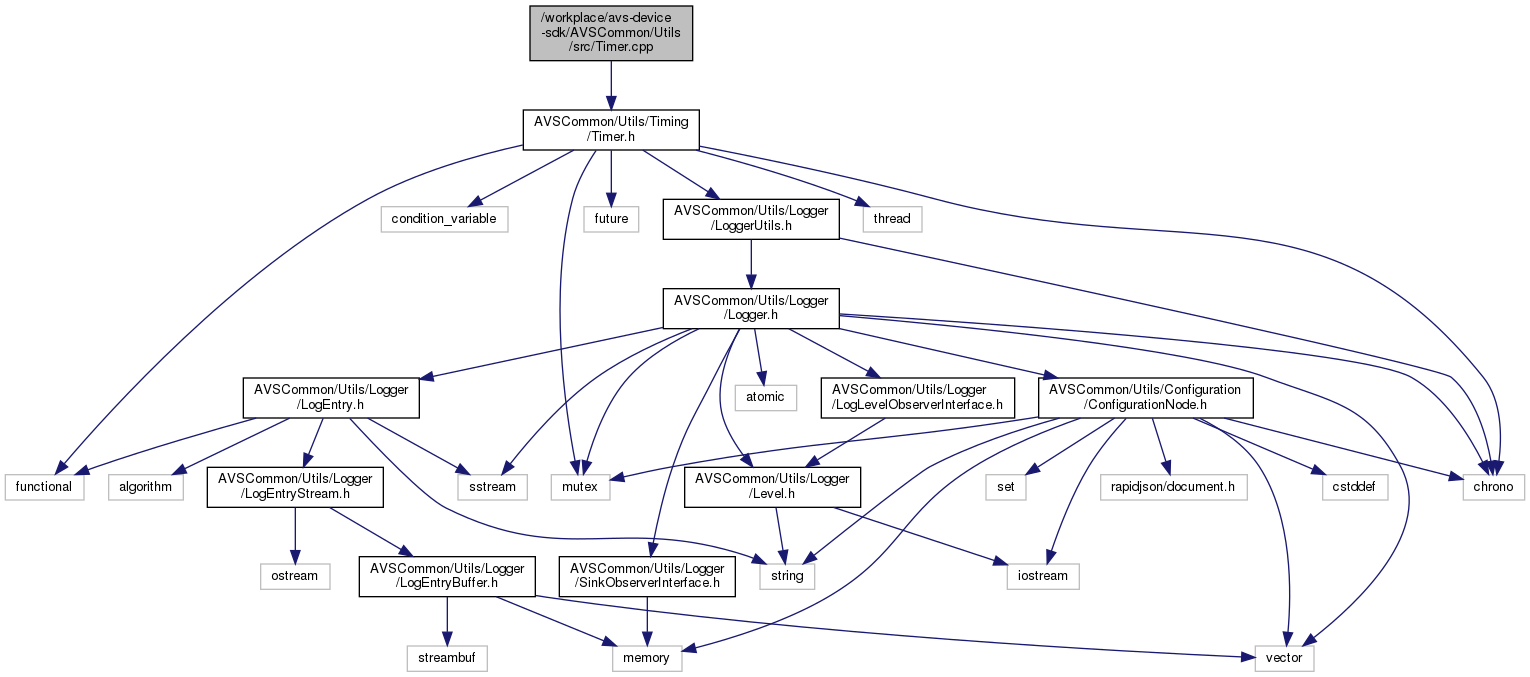 /workplace/avs-device
-sdk/AVSCommon/Utils
/src/Timer.cpp
AVSCommon/Utils/Timing
/Timer.h
condition_variable
future
AVSCommon/Utils/Logger
/LoggerUtils.h
thread
AVSCommon/Utils/Logger
/Logger.h
AVSCommon/Utils/Logger
/LogEntry.h
atomic
AVSCommon/Utils/Logger
/LogLevelObserverInterface.h
AVSCommon/Utils/Configuration
/ConfigurationNode.h
functional
algorithm
AVSCommon/Utils/Logger
/LogEntryStream.h
sstream
mutex
AVSCommon/Utils/Logger
/Level.h
set
rapidjson/document.h
cstddef
chrono
ostream
AVSCommon/Utils/Logger
/LogEntryBuffer.h
AVSCommon/Utils/Logger
/SinkObserverInterface.h
string
iostream
streambuf
memory
vector